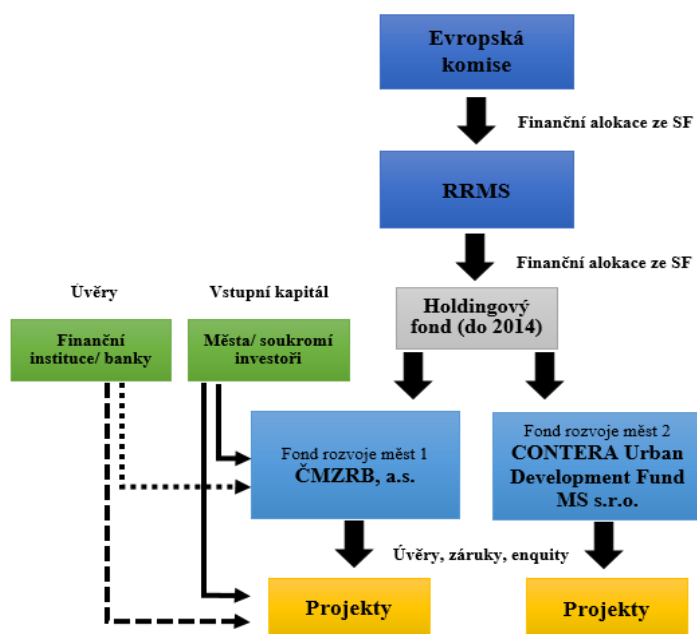 Evropská
komise
Finanční alokace ze SF
RRMS
Finanční alokace ze SF
Úvěry
Vstupní kapitál
Holdingový
fond (do 2014)
Finanční
instituce/ banky
Města/ soukromí
investoři
Fond rozvoje měst 1
ČMZRB, a.s.
Fond rozvoje měst 2
CONTERA Urban
Development Fund
MS s.r.o.
Úvěry, záruky, enquity
Projekty
Projekty